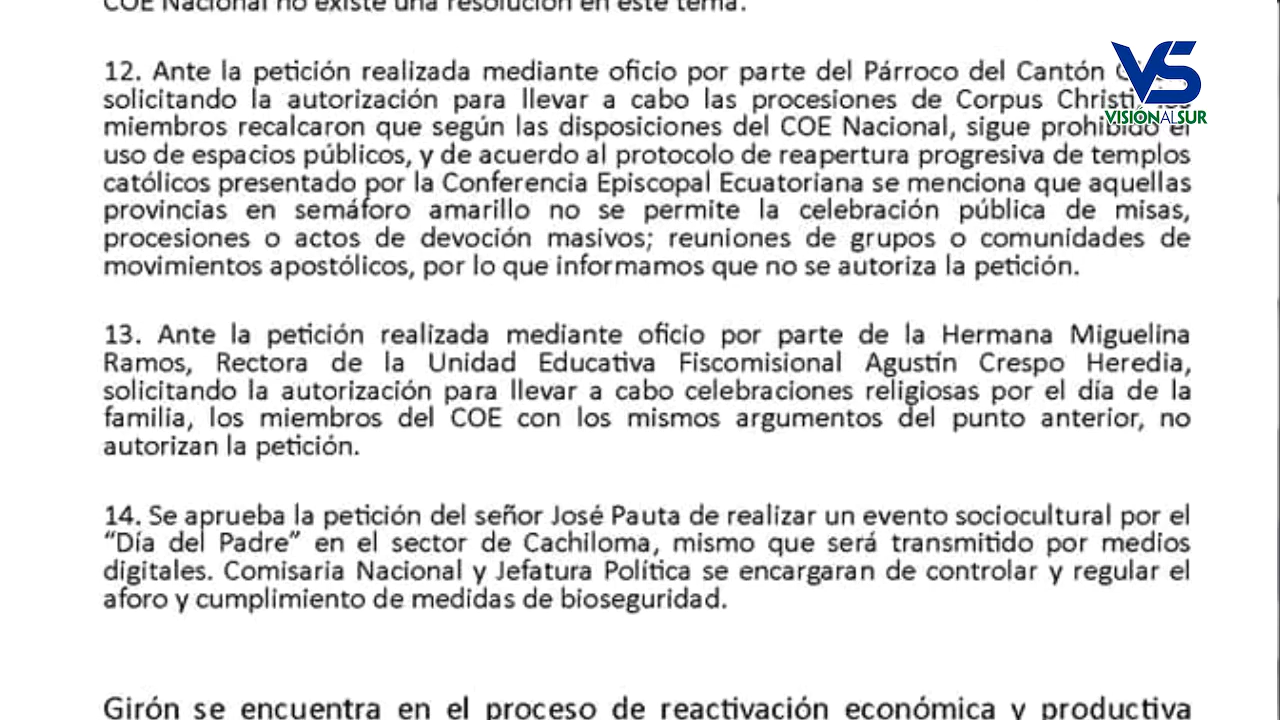 COE Nacional no existe una resolución en este tema.
12. Ante la petición realizada mediante oficio por parte del Párroco del Cantón
solicitando la autorización para llevar a cabo las procesiones de Corpus Christi,
miembros recalcaron que según las disposiciones del COE Nacional, sigue prohibido el
uso de espacios públicos, y de acuerdo al protocolo de reapertura progresiva de templos
católicos presentado por la Conferencia Episcopal Ecuatoriana se menciona que aquellas
provincias en semáforo amarillo no se permite la celebración pública de misas,
procesiones o actos de devoción masivos; reuniones de grupos o comunidades de
movimientos apostólicos, por lo que informamos que no se autoriza la petición.
13. Ante la petición realizada mediante oficio por parte de la Hermana Miguelina
Ramos, Rectora de la Unidad Educativa Fiscomisional Agustín Crespo Heredia,
solicitando la autorización para llevar a cabo celebraciones religiosas por el día de la
familia, los miembros del COE con los mismos argumentos del punto anterior, no
autorizan la petición.
14. Se aprueba la petición del señor José Pauta de realizar un evento sociocultural por el
“Día del Padre” en el sector de Cachiloma, mismo que será transmitido por medios
digitales. Comisaria Nacional y Jefatura Política se encargaran de controlar y regular el
aforo y cumplimiento de medidas de bioseguridad.
Girón se encuentra en el proceso de reactivación económica y productiva
VS
VISIÓNALSUR